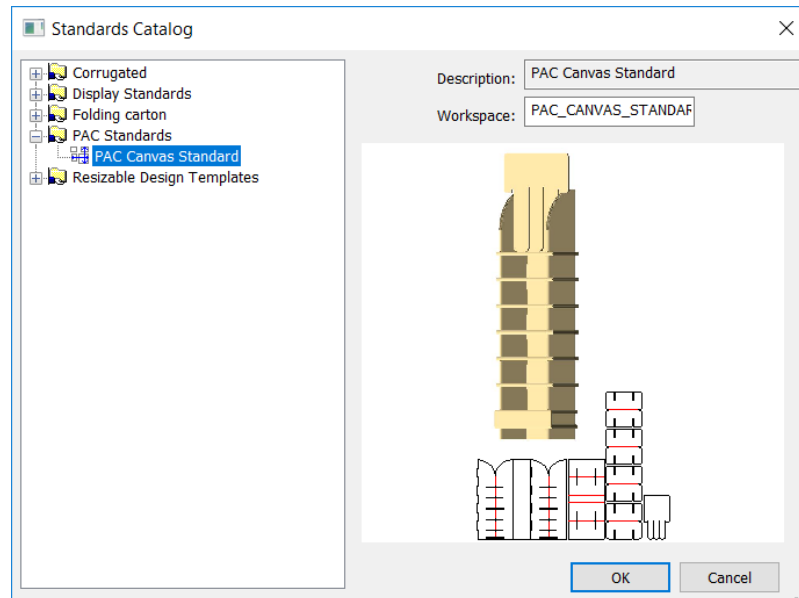 Standards Catalog
Corrugated
Display Standards
Folding carton
PAC Standards
PAC Canvas Standard
Resizable Design Templates
Description: PAC Canvas Standard
Workspace: PAC_CANVAS_STANDAR
OK Cancel